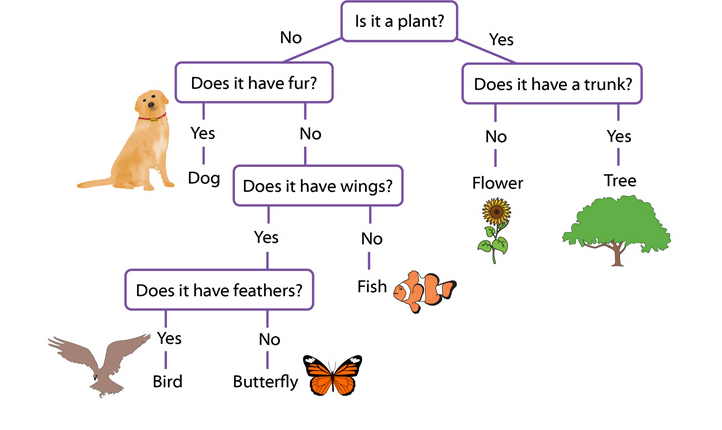 Is it a plant?
No
Yes
Does it have fur?
Does it have a trunk?
Yes
No
No
Yes
Dog
Does it have wings?
Flower
Tree
Yes
No
Does it have feathers?
Fish
Yes
No
Bird
Butterfly